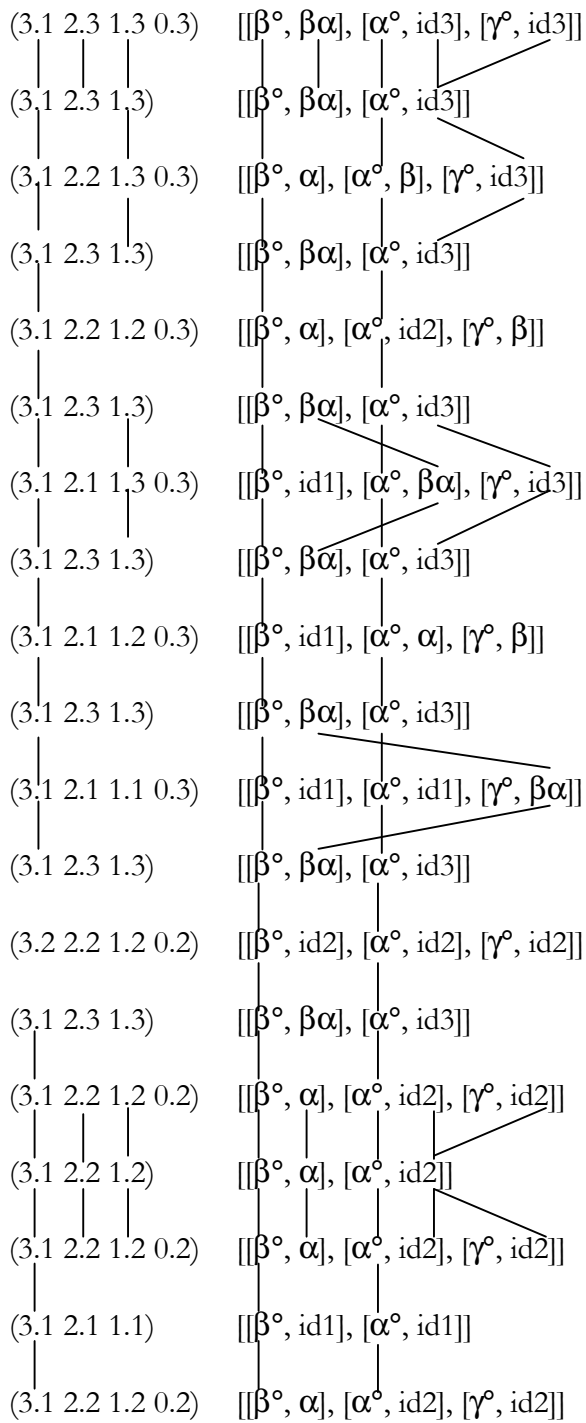 (3.1 2.3 1.3 0.3) [[β°, βα], [α°, id3], [γ°, id3]]
(3.1 2.3 1.3) [[β°, βα], [α°, id3]]
(3.1 2.2 1.3 0.3) [[β°, α], [α°, β], [γ°, id3]]
(3.1 2.3 1.3) [[β°, βα], [α°, id3]]
(3.1 2.2 1.2 0.3) [[β°, α], [α°, id2], [γ°, β]]
(3.1 2.3 1.3) [[β°, βα], [α°, id3]]
(3.1 2.1 1.3 0.3) [[β°, id1], [α°, βα], [γ°, id3]]
(3.1 2.3 1.3) [[β°, βα], [α°, id3]]
(3.1 2.1 1.2 0.3) [[β°, id1], [α°, α], [γ°, β]]
(3.1 2.3 1.3) [[β°, βα], [α°, id3]]
(3.1 2.1 1.1 0.3) [[β°, id1], [α°, id1], [γ°, βα]]
(3.1 2.3 1.3) [[β°, βα], [α°, id3]]
(3.2 2.2 1.2 0.2) [[β°, id2], [α°, id2], [γ°, id2]]
(3.1 2.3 1.3) [[β°, βα], [α°, id3]]
(3.1 2.2 1.2 0.2) [[β°, α], [α°, id2], [γ°, id2]]
(3.1 2.2 1.2) [[β°, α], [α°, id2]]
(3.1 2.2 1.2 0.2) [[β°, α], [α°, id2], [γ°, id2]]
(3.1 2.1 1.1) [[β°, id1], [α°, id1]]
(3.1 2.2 1.2 0.2) [[β°, α], [α°, id2], [γ°, id2]]